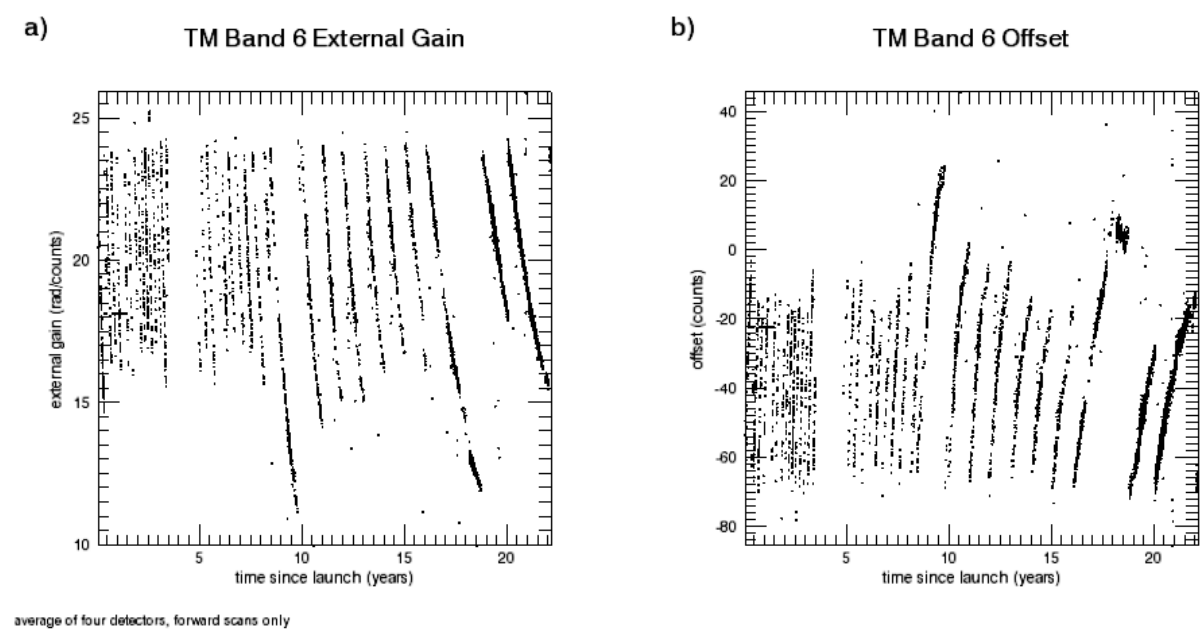 a)
TM Band 6 External Gain
25
20
15
10
external gain (rad/counts)
5
10
15
20
time since launch (years)
b)
TM Band 6 Offset
40
20
0
-20
-40
-60
-80
offset (counts)
5
10
15
20
time since launch (years)
average of four detectors, forward scans only